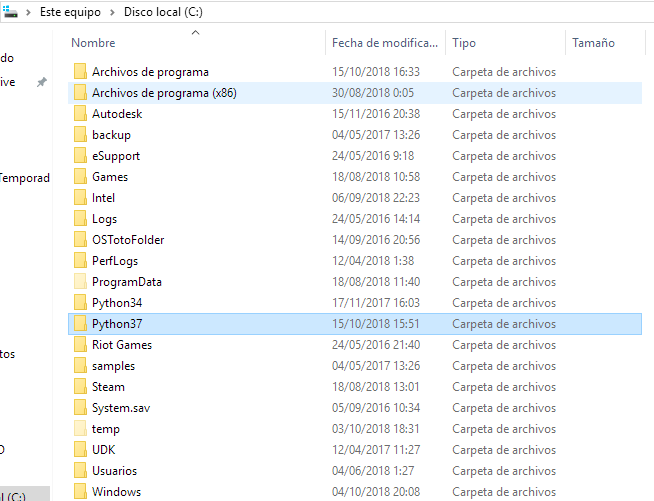 Este equipo > Disco local (C:)
Nombre Fecha de modifica... Tipo Tamaño
do
Archivos de programa 15/10/2018 16:33 Carpeta de archivos
ive Archivos de programa (x86) 30/08/2018 0:05 Carpeta de archivos
Autodesk 15/11/2016 20:38 Carpeta de archivos
backup 04/05/2017 13:26 Carpeta de archivos
eSupport 24/05/2016 9:18 Carpeta de archivos
Temporad Games 18/08/2018 10:58 Carpeta de archivos
Intel 06/09/2018 22:23 Carpeta de archivos
Logs 24/05/2016 14:14 Carpeta de archivos
OSTotoFolder 14/09/2016 20:56 Carpeta de archivos
PerfLogs 12/04/2018 1:38 Carpeta de archivos
ProgramData 18/08/2018 11:40 Carpeta de archivos
Python34 17/11/2017 16:03 Carpeta de archivos
Python37 15/10/2018 15:51 Carpeta de archivos
Riot Games 24/05/2016 21:40 Carpeta de archivos
tos
samples 04/05/2017 13:26 Carpeta de archivos
Steam 18/08/2018 13:01 Carpeta de archivos
System.sav 05/09/2016 10:34 Carpeta de archivos
temp 03/10/2018 18:31 Carpeta de archivos
O UDK 12/04/2017 11:27 Carpeta de archivos
Usuarios 04/06/2018 1:27 Carpeta de archivos
l (C:) Windows 04/10/2018 20:08 Carpeta de archivos